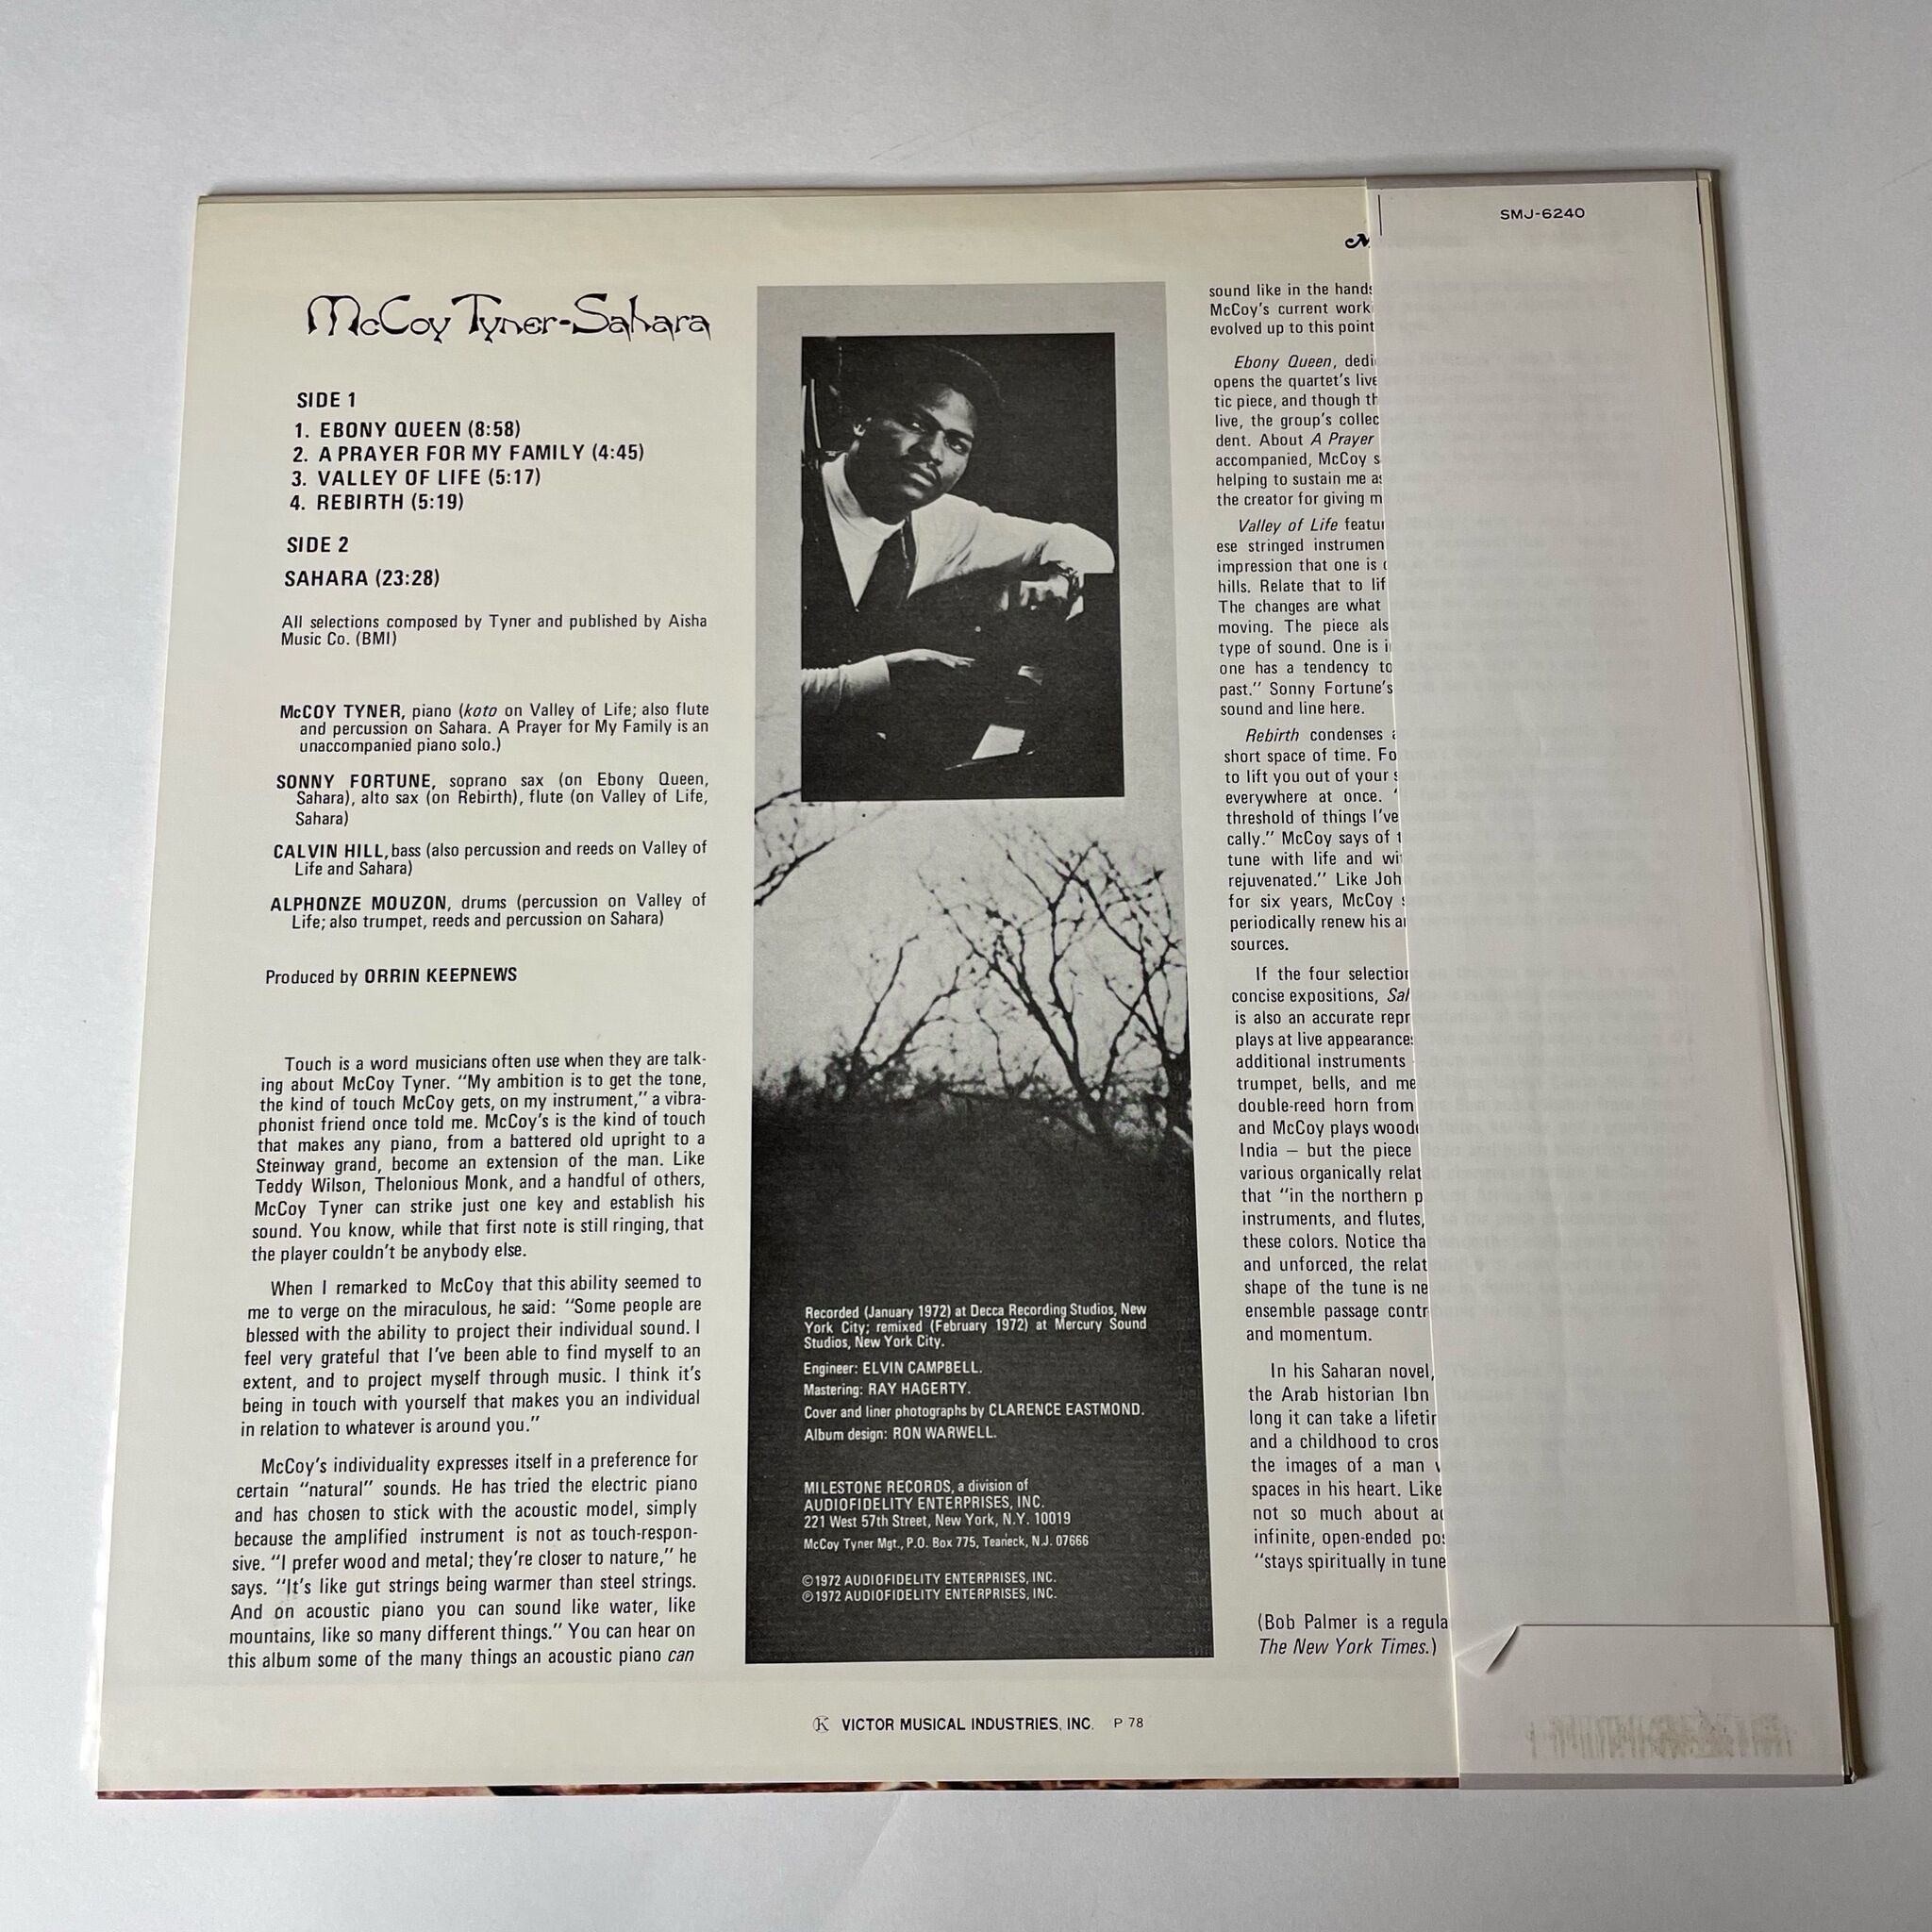 McCoy Tyner-Sahara
SIDE 1
1. EBONY QUEEN (8:58)
2. A PRAYER FOR MY FAMILY (4:45)
3. VALLEY OF LIFE (5:17)
4. REBIRTH (5:19)
SIDE 2
SAHARA (23:28)
All selections composed by Tyner and published by Aisha
Music Co. (BMI)
McCOY TYNER, piano (koto on Valley of Life; also flute
and percussion on Sahara. A Prayer for My Family is an
unaccompanied piano solo.)
SONNY FORTUNE, soprano sax (on Ebony Queen,
Sahara), alto sax (on Rebirth), flute (on Valley of Life,
Sahara)
CALVIN HILL, bass (also percussion and reeds on Valley of
Life and Sahara)
ALPHONZE MOUZON, drums (percussion on Valley of
Life; also trumpet, reeds and percussion on Sahara)
Produced by ORRIN KEEPNEWS
Touch is a word musicians often use when they are talk-
ing about McCoy Tyner. “My ambition is to get the tone,
the kind of touch McCoy gets, on my instrument,” a vibra-
phonist friend once told me. McCoy's is the kind of touch
that makes any piano, from a battered old upright to a
Steinway grand, become an extension of the man. Like
Teddy Wilson, Thelonious Monk, and a handful of others,
McCoy Tyner can strike just one key and establish his
sound. You know, while that first note is still ringing, that
the player couldn't be anybody else.
When I remarked to McCoy that this ability seemed to
me to verge on the miraculous, he said: “Some people are
blessed with the ability to project their individual sound. I
feel very grateful that I've been able to find myself to an
extent, and to project myself through music. I think it's
being in touch with yourself that makes you an individual
in relation to whatever is around you.”
McCoy's individuality expresses itself in a preference for
certain “natural” sounds. He has tried the electric piano
and has chosen to stick with the acoustic model, simply
because the amplified instrument is not as touch-respon-
sive. “I prefer wood and metal; they're closer to nature,” he
says. “It's like gut strings being warmer than steel strings.
And on acoustic piano you can sound like water, like
mountains, like so many different things.” You can hear on
this album some of the many things an acoustic piano can
Recorded (January 1972) at Decca Recording Studios, New
York City; remixed (February 1972) at Mercury Sound
Studios, New York City.
Engineer: ELVIN CAMPBELL.
Mastering: RAY HAGERTY.
Cover and liner photographs by CLARENCE EASTMOND.
Album design: RON WARWELL.
MILESTONE RECORDS, a division of
AUDIOFIDELITY ENTERPRISES, INC.
221 West 57th Street, New York, N.Y. 10019
McCoy Tyner Mgt., P.O. Box 775, Teaneck, N.J. 07666
©1972 AUDIOFIDELITY ENTERPRISES, INC.
℗1972 AUDIOFIDELITY ENTERPRISES, INC.
sound like in the hands
McCoy's current work
evolved up to this point
Ebony Queen, dedi
opens the quartet's live
tic piece, and though th
live, the group's collec
dent. About A Prayer
accompanied, McCoy s
helping to sustain me as
the creator for giving m
Valley of Life featur
ese stringed instrumen
impression that one is
hills. Relate that to lif
The changes are what
moving. The piece als
type of sound. One is i
one has a tendency to
past.” Sonny Fortune's
sound and line here.
Rebirth condenses a
short space of time. Fo
to lift you out of your s
everywhere at once. “
threshold of things I've
cally.” McCoy says of t
tune with life and wi
rejuvenated.” Like Joh
for six years, McCoy s
periodically renew his a
sources.
If the four selection
concise expositions, Sah
is also an accurate repr
plays at live appearances
additional instruments –
trumpet, bells, and me
double-reed horn from
and McCoy plays woode
India – but the piece
various organically relat
that “in the northern p
instruments, and flutes,
these colors. Notice tha
and unforced, the relat
shape of the tune is ne
ensemble passage contr
and momentum.
In his Saharan novel,
the Arab historian Ibn
long it can take a lifetim
and a childhood to cros
the images of a man w
spaces in his heart. Like
not so much about ac
infinite, open-ended pos
“stays spiritually in tune
(Bob Palmer is a regula
The New York Times.)
SMJ-6240
Ⓚ VICTOR MUSICAL INDUSTRIES, INC. P 78